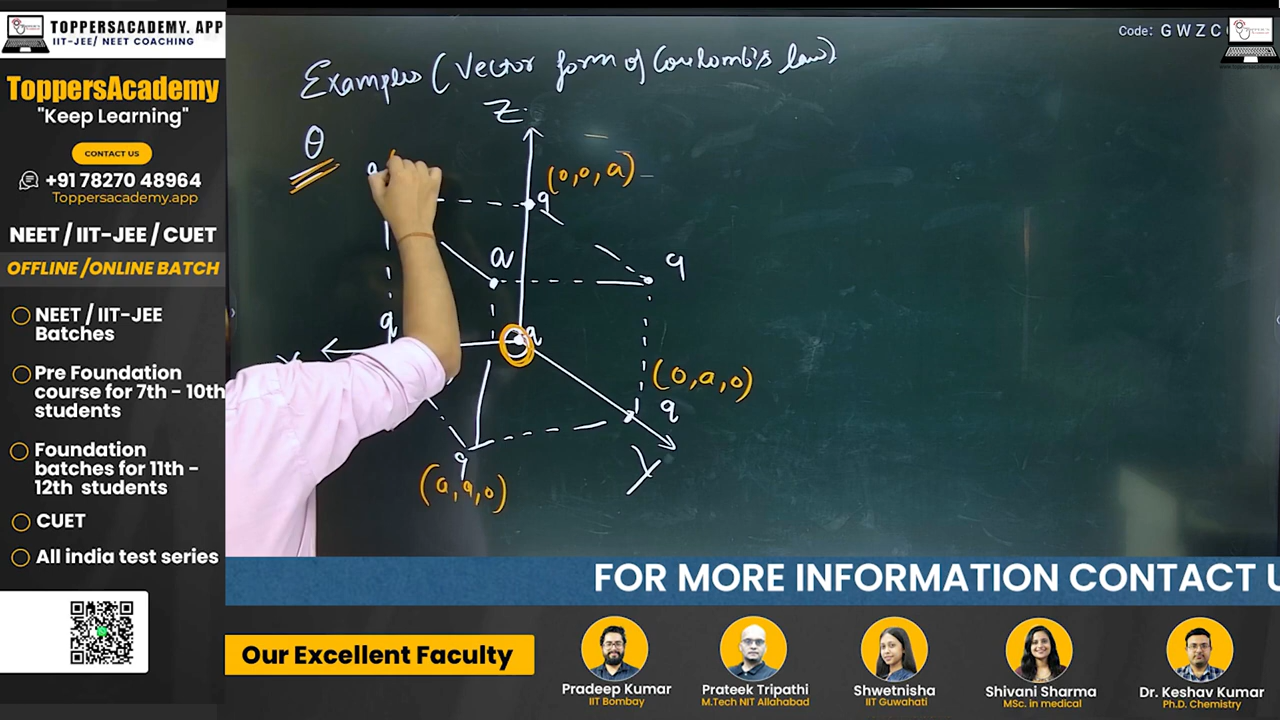 TOPPERSACADEMY. APP
IIT-JEE/ NEET COACHING
ToppersAcademy
"Keep Learning"
CONTACT US
+91 78270 48964
Toppersacademy.app
NEET / IIT-JEE / CUET
OFFLINE /ONLINE BATCH
NEET / IIT-JEE
Batches
Pre Foundation
course for 7th - 10th
students
Foundation
batches for 11th -
12th students
CUET
All india test series
Code: G W Z C
Examples (Vector form of Coulomb's law)
θ
Z
q
(0,0,a)
q
q
q
q
(0,a,0)
q
Y
q
(a,a,0)
FOR MORE INFORMATION CONTACT U
Our Excellent Faculty
Pradeep Kumar
IIT Bombay
Prateek Tripathi
M.Tech NIT Allahabad
Shwetnisha
IIT Guwahati
Shivani Sharma
MSc. in medical
Dr. Keshav Kumar
Ph.D. Chemistry